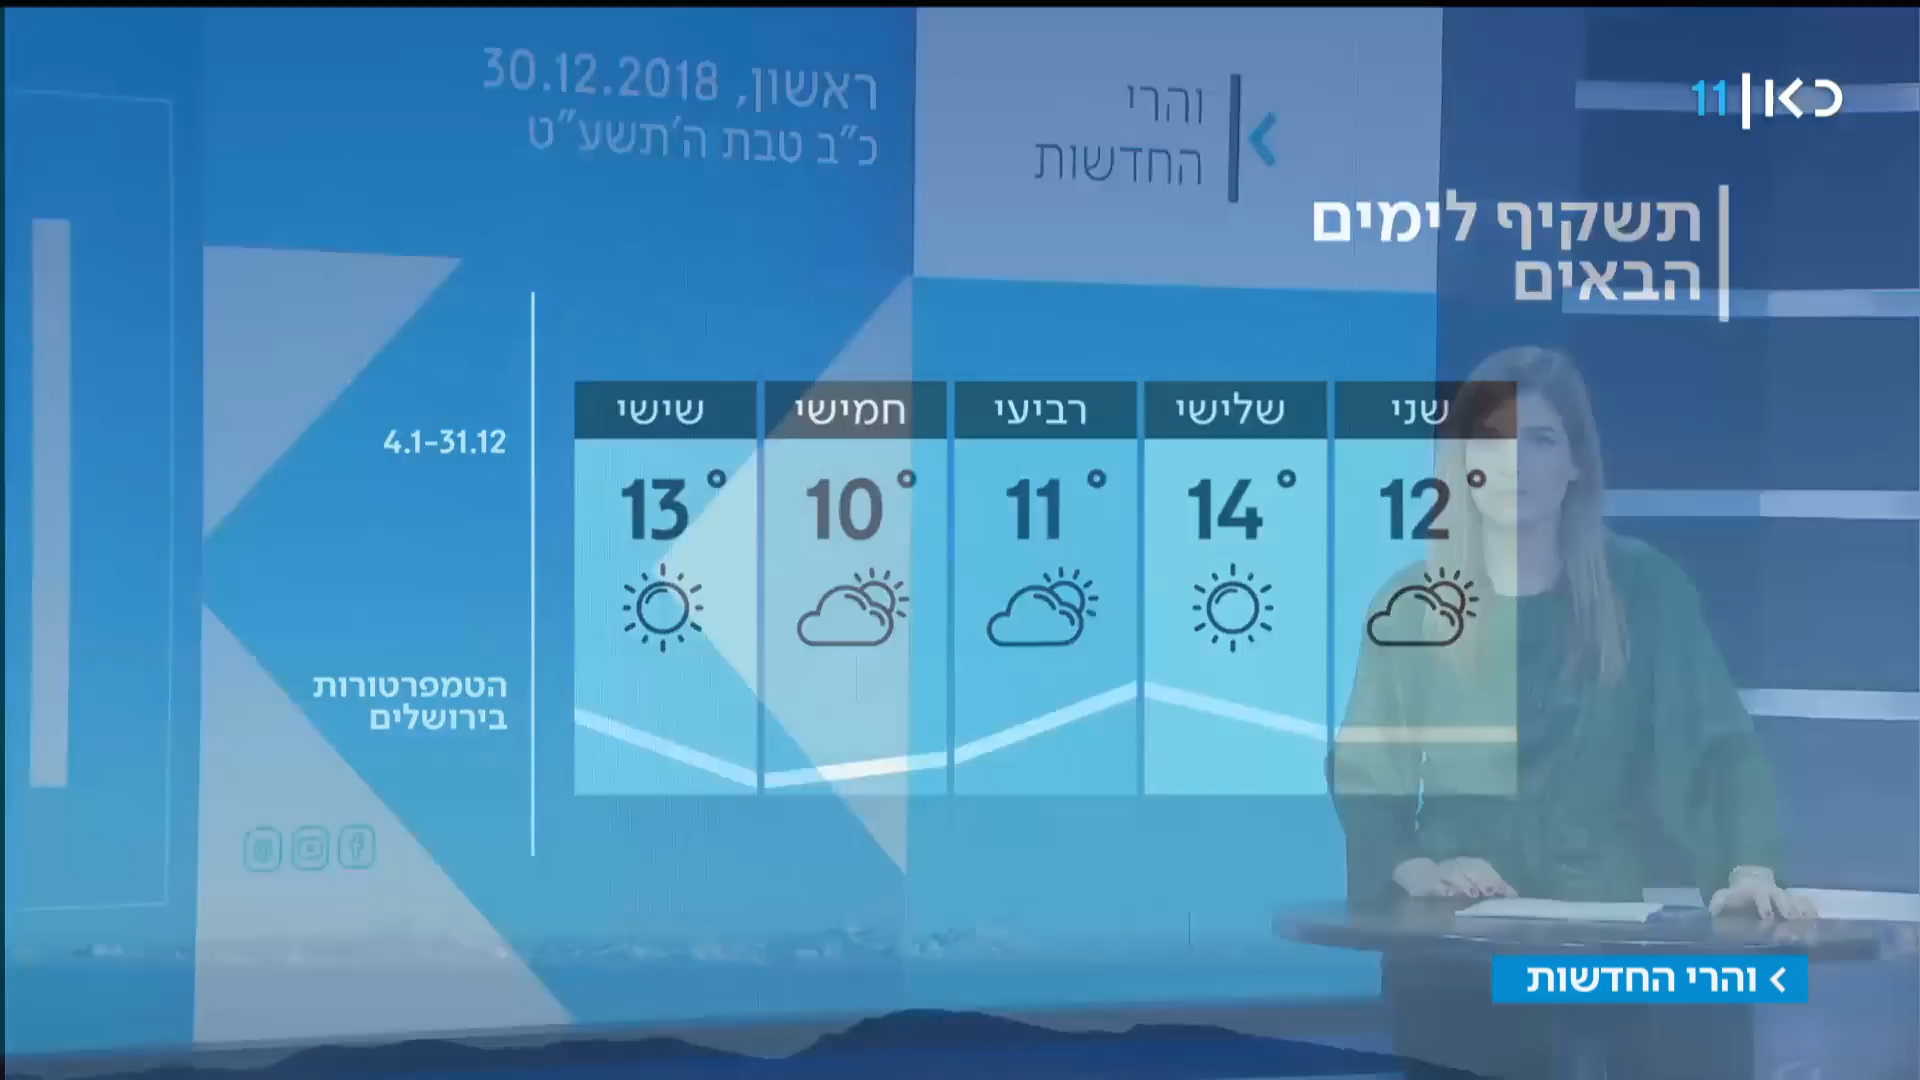 כאן 11
ראשון, 30.12.2018
כ"ב טבת ה'תשע"ט
והרי
החדשות
תשקיף לימים
הבאים
שני
שלישי
רביעי
חמישי
שישי
12°
14°
11°
10°
13°
4.1-31.12
הטמפרטורות
בירושלים
והרי החדשות